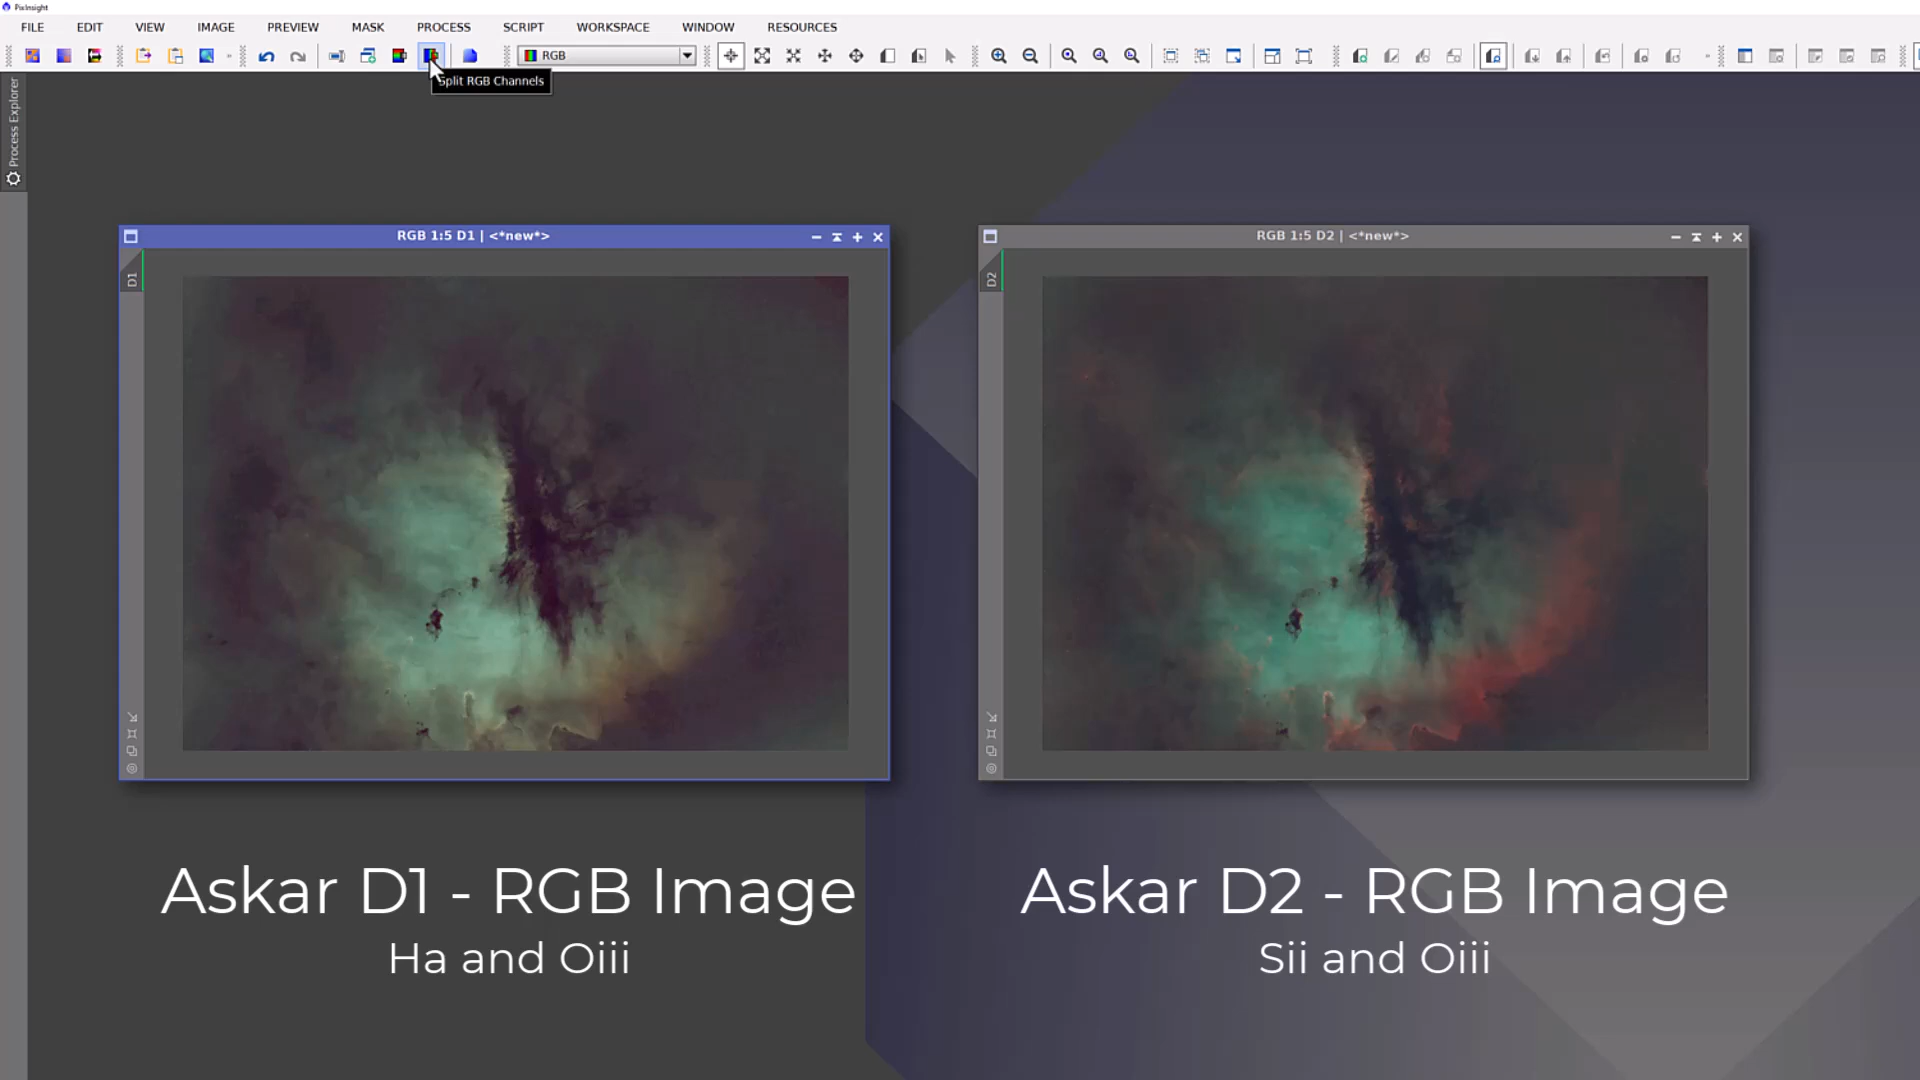 PixInsight
FILE EDIT VIEW IMAGE PREVIEW MASK PROCESS SCRIPT WORKSPACE WINDOW RESOURCES
RGB
Split RGB Channels
Process Explorer
RGB 1:5 D1 | <*new*>
D1
RGB 1:5 D2 | <*new*>
D2
Askar D1 - RGB Image
Ha and Oiii
Askar D2 - RGB Image
Sii and Oiii